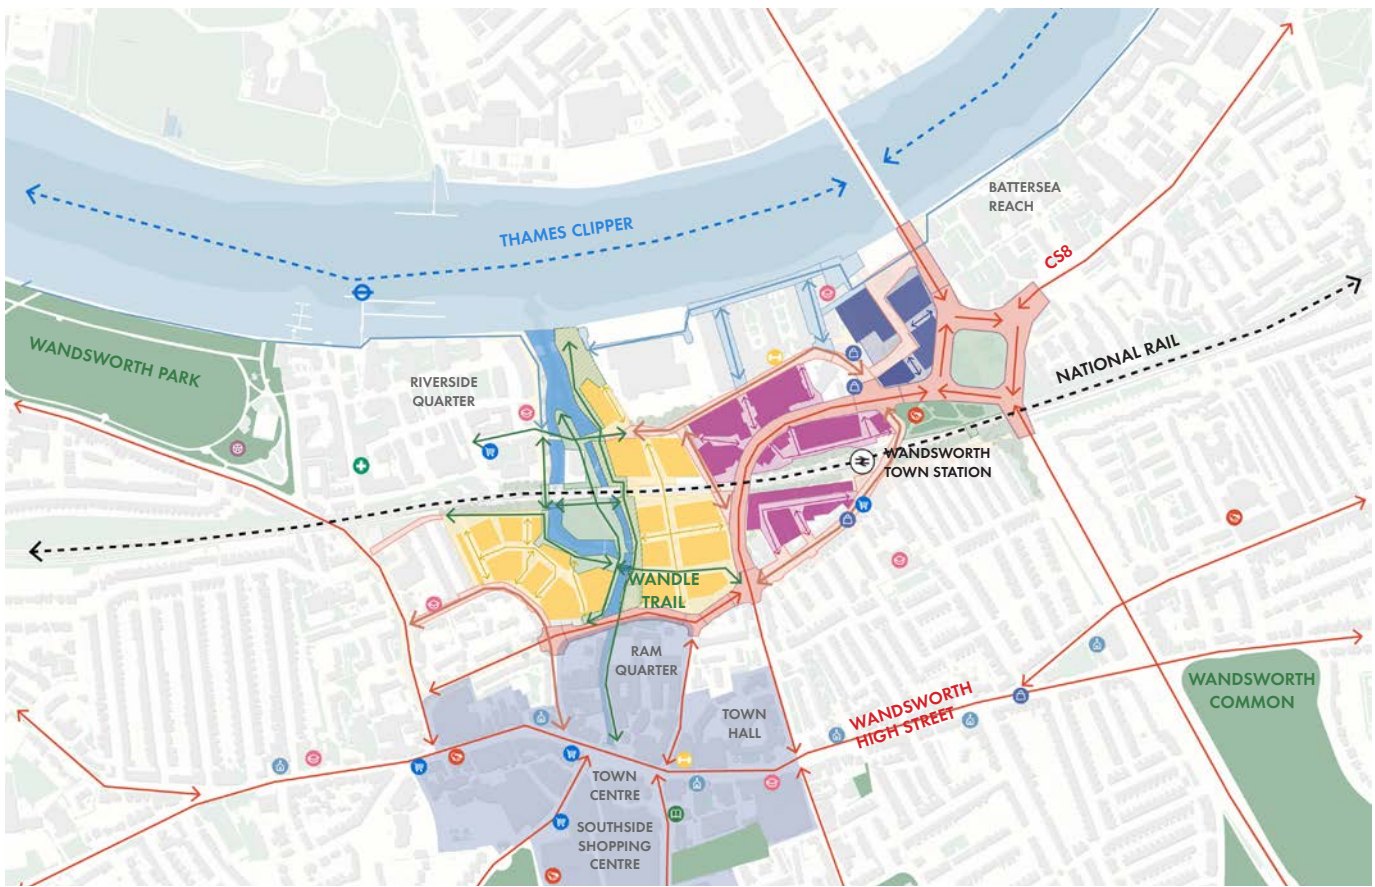 BATTERSEA
REACH
THAMES CLIPPER
CS8
WANDSWORTH PARK
NATIONAL RAIL
RIVERSIDE
QUARTER
WANDSWORTH
TOWN STATION
WANDLE
TRAIL
RAM
QUARTER
WANDSWORTH
COMMON
WANDSWORTH
HIGH STREET
TOWN
HALL
TOWN
CENTRE
SOUTHSIDE
SHOPPING
CENTRE